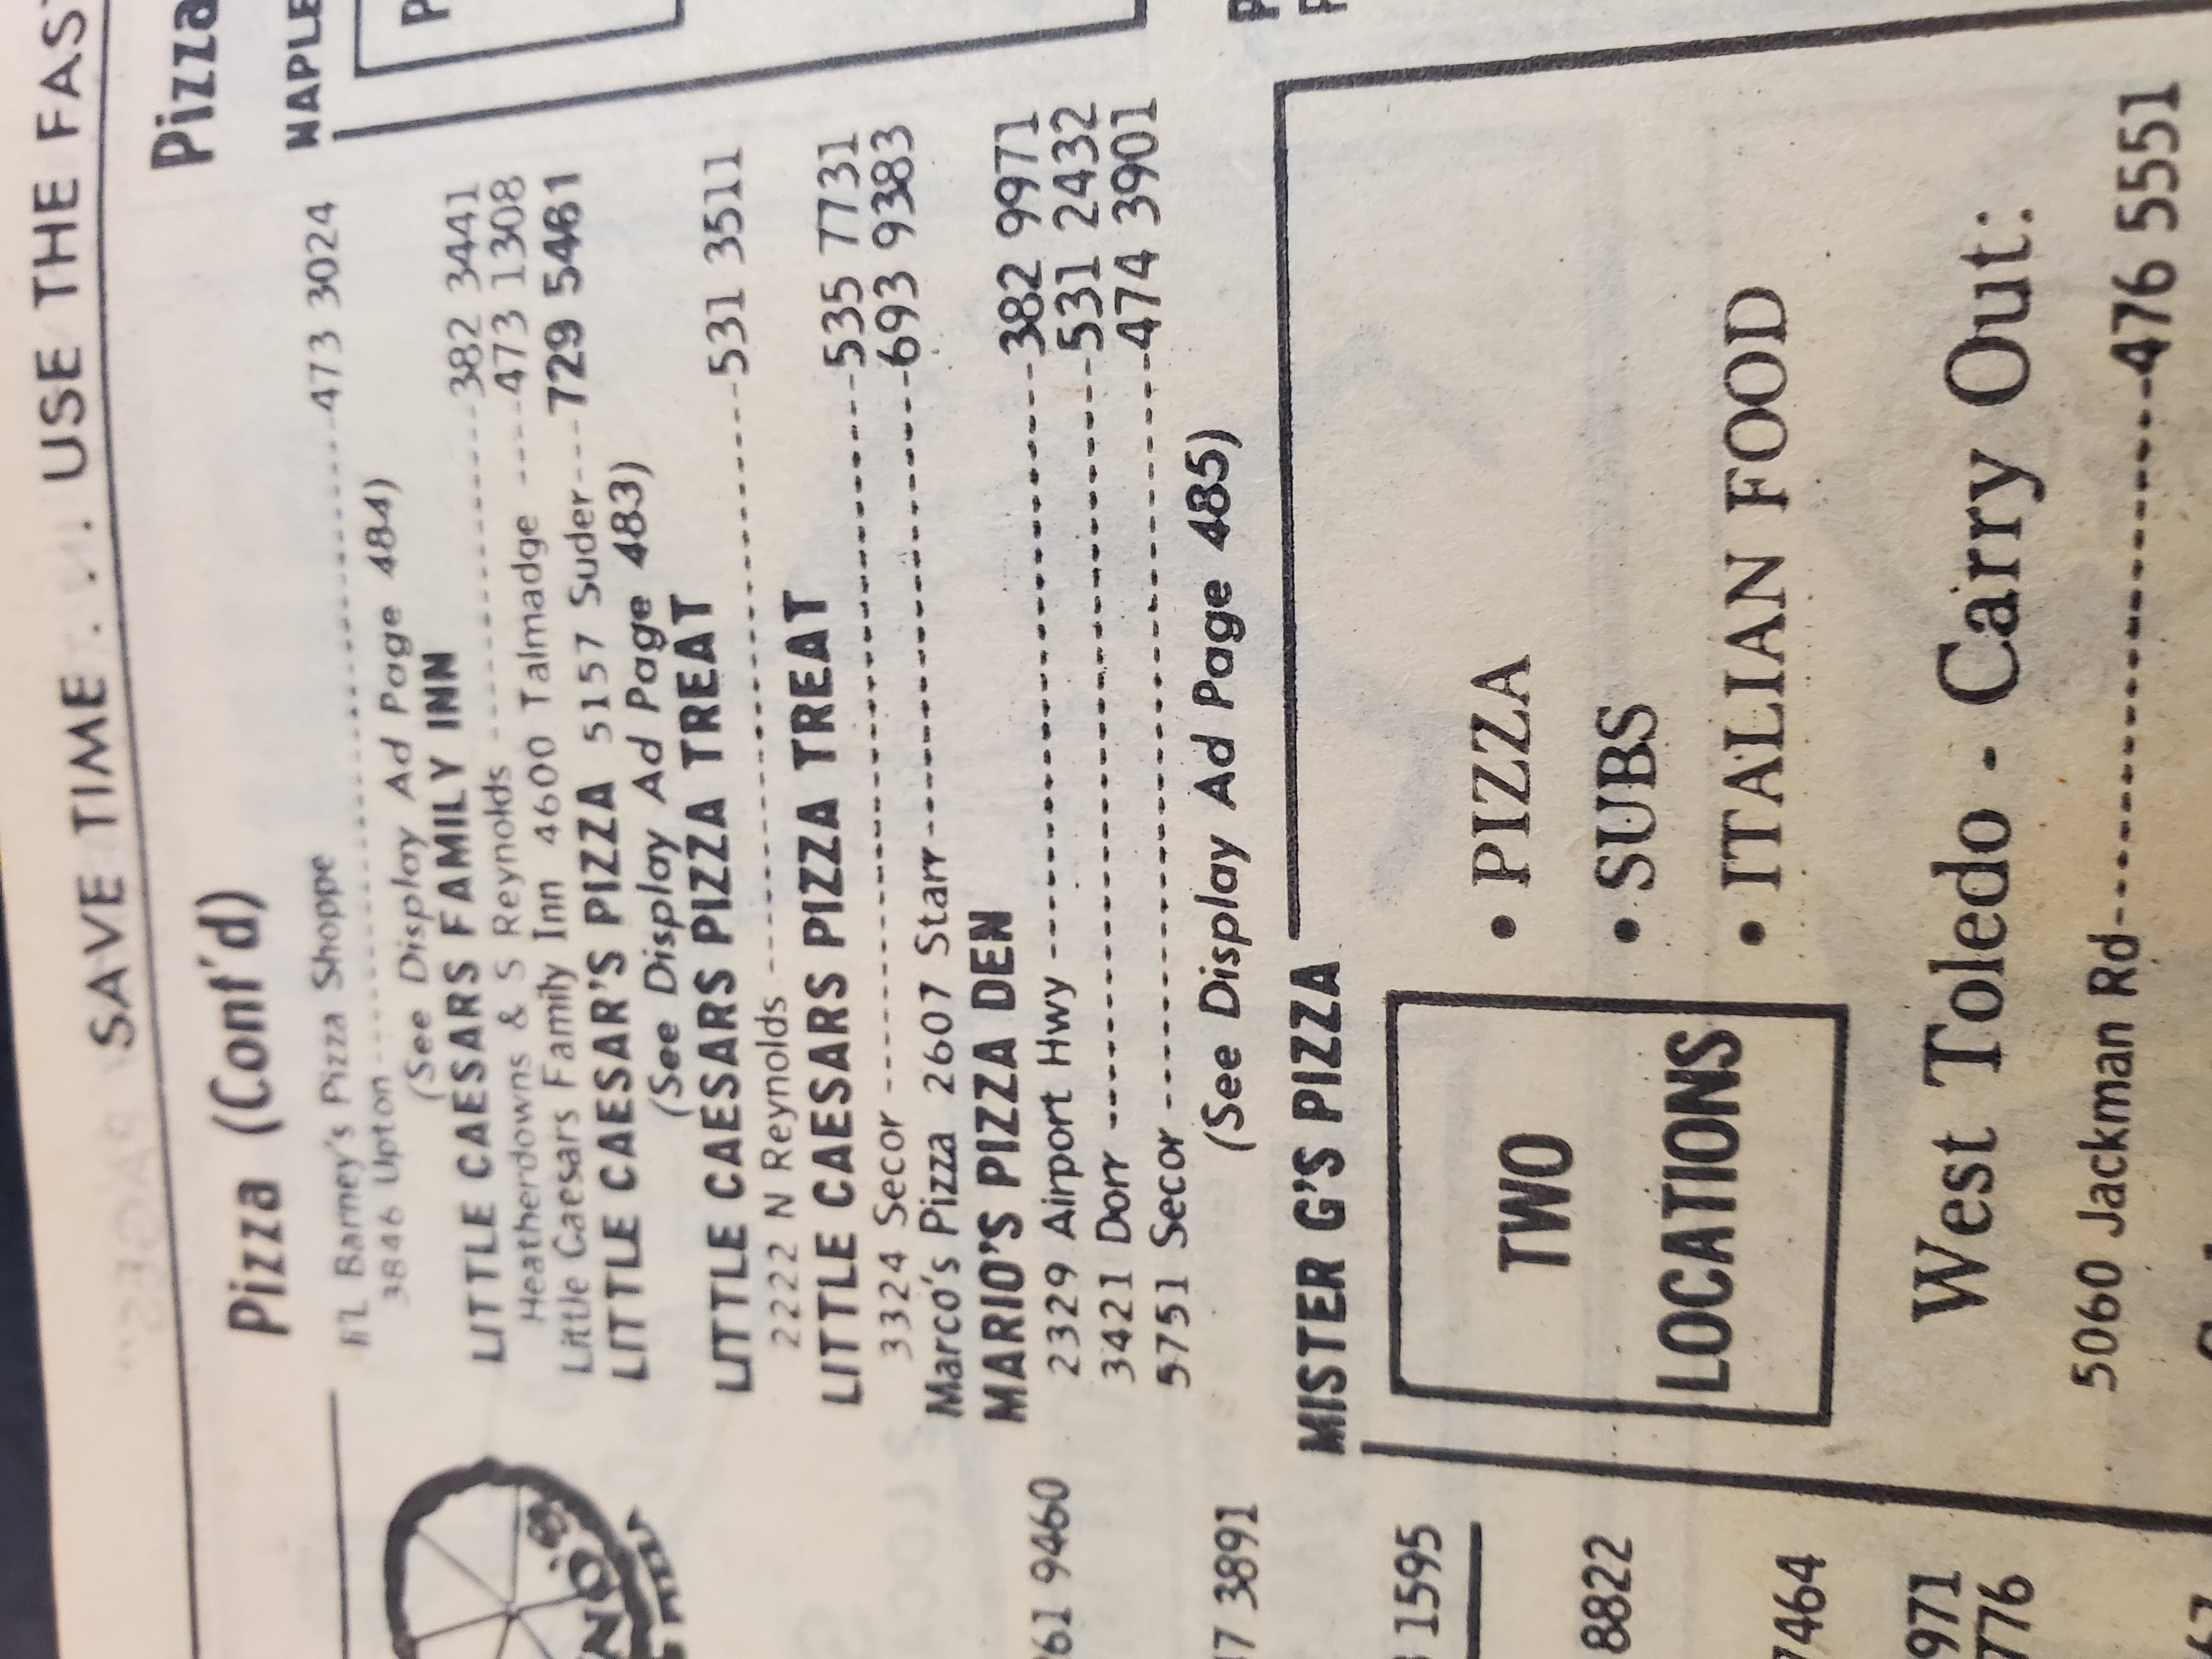 SAVE TIME . . . USE THE FAS
Pizza (Cont'd)
Barney's Pizza Shoppe
3846 Upton -------------- 473 3024
(See Display Ad Page 484)
LITTLE CAESARS FAMILY INN
Heatherdowns & S Reynolds ------- 382 3441
Little Caesars Family Inn 4600 Talmadge ---- 473 1308
LITTLE CAESAR'S PIZZA 5157 Suder --- 729 5461
(See Display Ad Page 483)
LITTLE CAESARS PIZZA TREAT
2222 N Reynolds -------------- 531 3511
LITTLE CAESARS PIZZA TREAT
3324 Secor -------------- 535 7731
Marco's Pizza 2607 Starr -------------- 693 9383
MARIO'S PIZZA DEN
2329 Airport Hwy -------------- 382 9971
3421 Dorr -------------- 531 2432
5751 Secor -------------- 474 3901
(See Display Ad Page 485)
MISTER G'S PIZZA
TWO
LOCATIONS
• PIZZA
• SUBS
• ITALIAN FOOD
West Toledo - Carry Out:
5060 Jackman Rd -------------- 476 5551
61 9460
7 3891
1595
8822
7464
971
776
Pizza
MAPLE